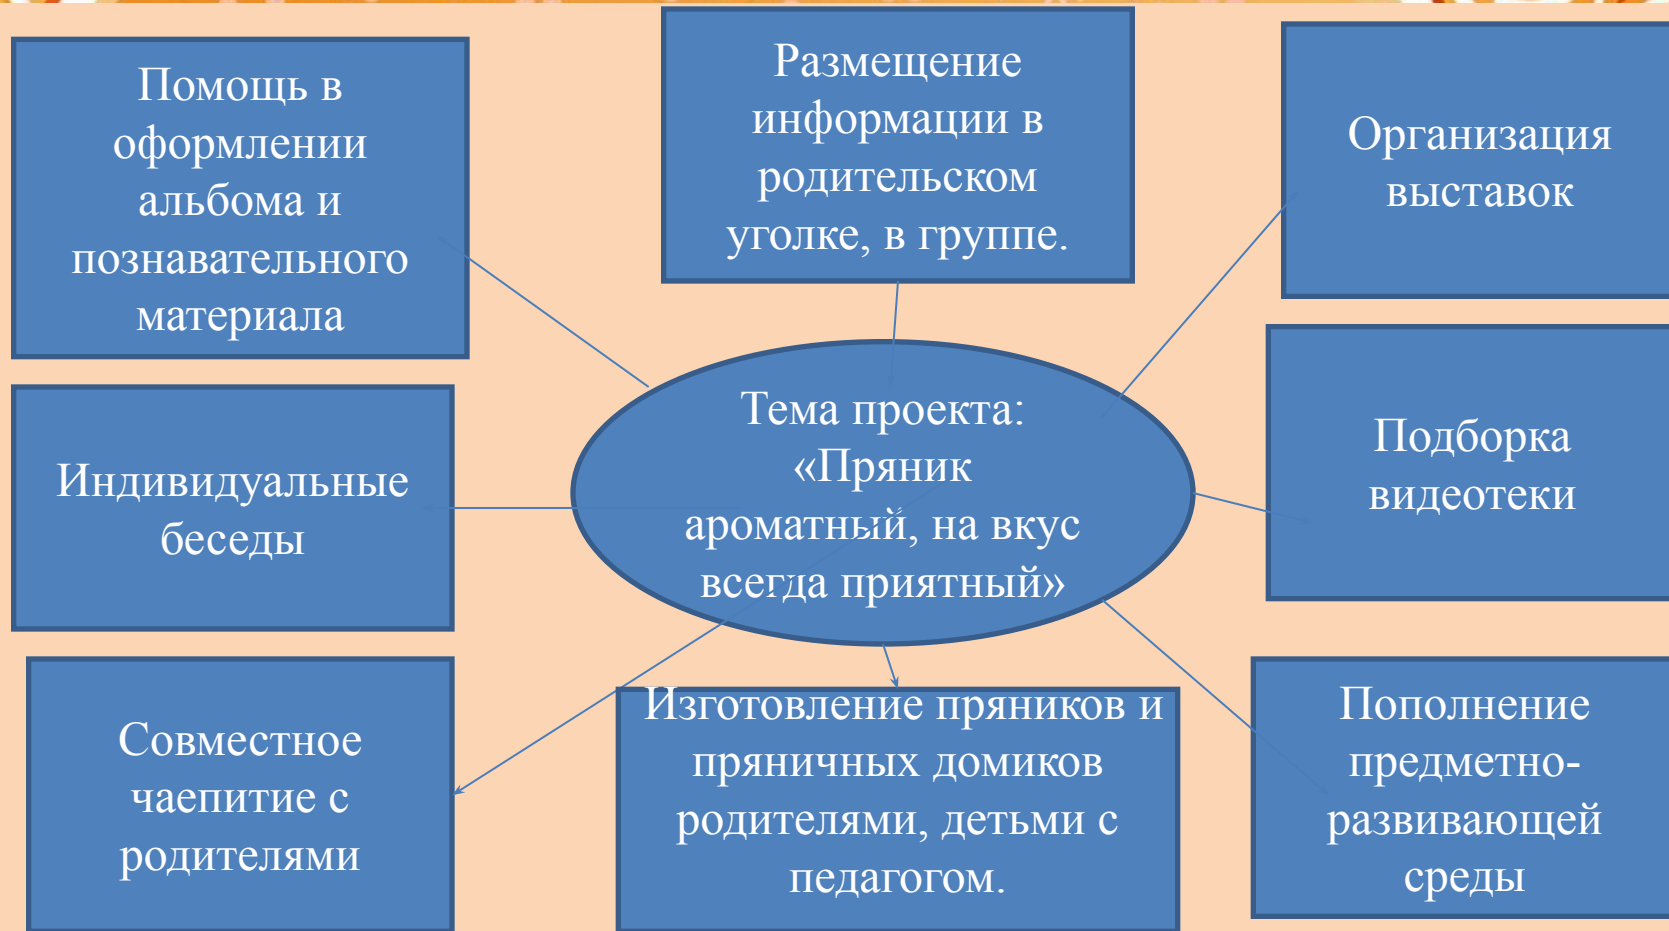 Помощь в
оформлении
альбома и
познавательного
материала
Размещение
информации в
родительском
уголке, в группе.
Организация
выставок
Индивидуальные
беседы
Тема проекта:
«Пряник
ароматный, на вкус
всегда приятный»
Подборка
видеотеки
Совместное
чаепитие с
родителями
Изготовление пряников и
пряничных домиков
родителями, детьми с
педагогом.
Пополнение
предметно-
развивающей
среды